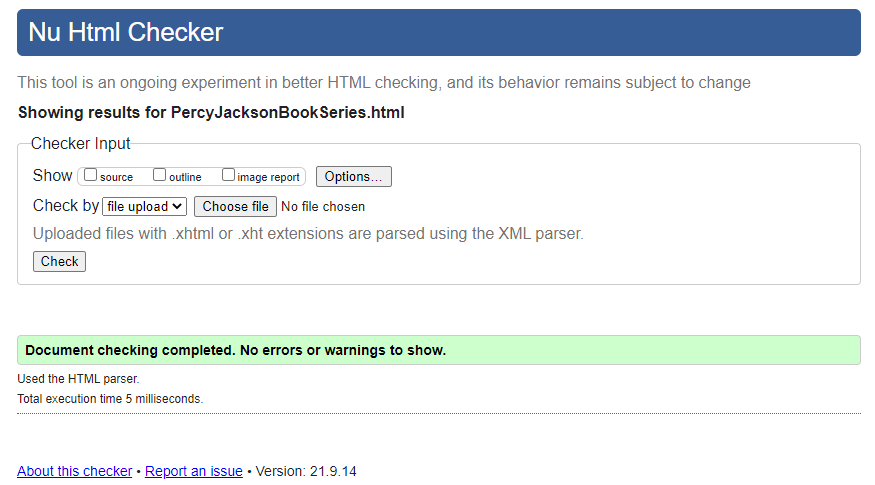 Nu Html Checker
This tool is an ongoing experiment in better HTML checking, and its behavior remains subject to change
Showing results for PercyJacksonBookSeries.html
Checker Input
Show source outline image report Options...
Check by file upload Choose file No file chosen
Uploaded files with .xhtml or .xht extensions are parsed using the XML parser.
Check
Document checking completed. No errors or warnings to show.
Used the HTML parser.
Total execution time 5 milliseconds.
About this checker • Report an issue • Version: 21.9.14